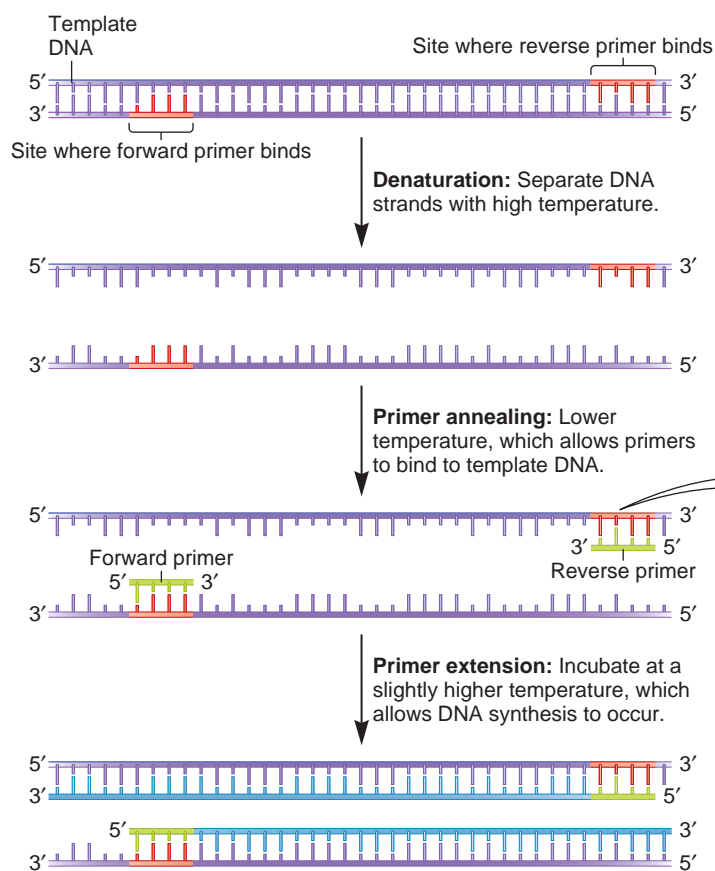 Template
DNA
Site where reverse primer binds
5′ 3′
3′ 5′
Site where forward primer binds
Denaturation: Separate DNA
strands with high temperature.
5′ 3′
3′ 5′
Primer annealing: Lower
temperature, which allows primers
to bind to template DNA.
5′ 3′
3′ 5′
Forward primer
Reverse primer
5′ 3′
3′ 5′
Primer extension: Incubate at a
slightly higher temperature, which
allows DNA synthesis to occur.
5′ 3′
3′ 5′
5′ 3′
3′ 5′